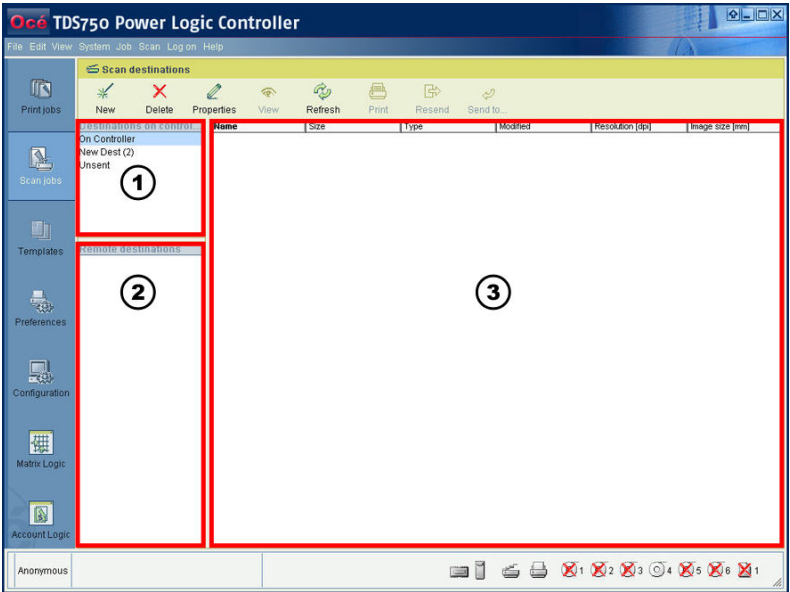 Océ TDS750 Power Logic Controller
File Edit View System Job Scan Log on Help
Print jobs
Scan jobs
Templates
Preferences
Configuration
Matrix Logic
Account Logic
Scan destinations
New Delete Properties View Refresh Print Resend Send to...
Destinations on control...
On Controller
New Dest (2)
Unsent
1
Remote destinations
2
Name Size Type Modified Resolution [dpi] Image size [mm]
3
Anonymous
1 2 3 4 5 6 1